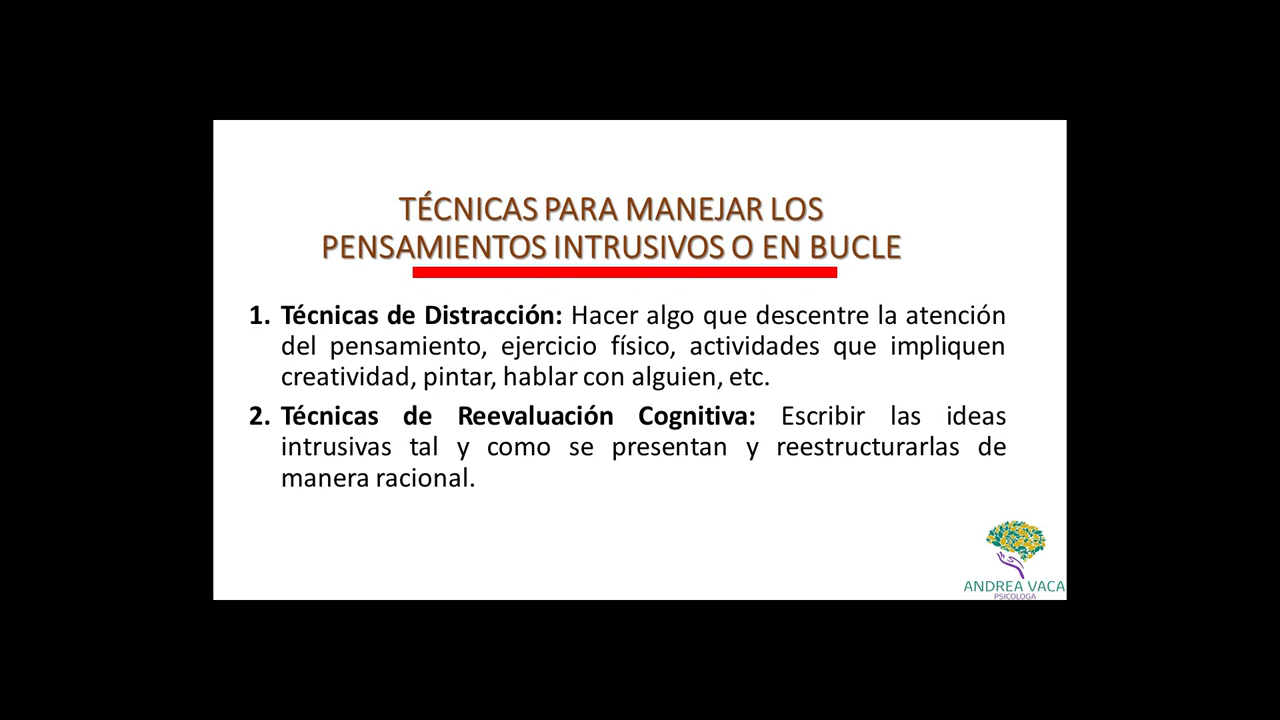 TÉCNICAS PARA MANEJAR LOS
PENSAMIENTOS INTRUSIVOS O EN BUCLE
1. Técnicas de Distracción: Hacer algo que descentre la atención
del pensamiento, ejercicio físico, actividades que impliquen
creatividad, pintar, hablar con alguien, etc.
2. Técnicas de Reevaluación Cognitiva: Escribir las ideas
intrusivas tal y como se presentan y reestructurarlas de
manera racional.
ANDREA VACA
PSICOLOGA